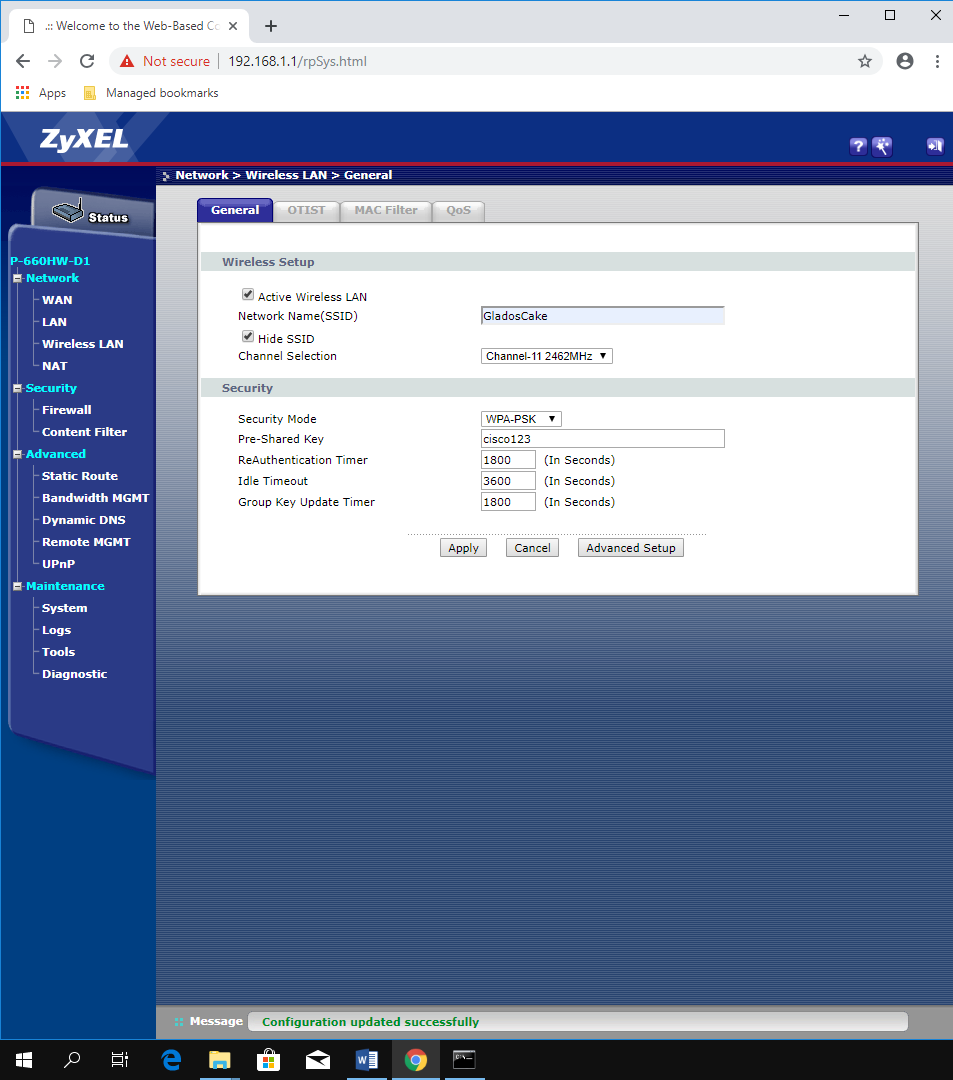 .:: Welcome to the Web-Based Co
Not secure
192.168.1.1/rpSys.html
Apps
Managed bookmarks
ZyXEL
?
Network > Wireless LAN > General
Status
P-660HW-D1
Network
WAN
LAN
Wireless LAN
NAT
Security
Firewall
Content Filter
Advanced
Static Route
Bandwidth MGMT
Dynamic DNS
Remote MGMT
UPnP
Maintenance
System
Logs
Tools
Diagnostic
General
OTIST
MAC Filter
QoS
Wireless Setup
Active Wireless LAN
Network Name(SSID)
GladosCake
Hide SSID
Channel Selection
Channel-11 2462MHz
Security
Security Mode
WPA-PSK
Pre-Shared Key
cisco123
ReAuthentication Timer
1800
(In Seconds)
Idle Timeout
3600
(In Seconds)
Group Key Update Timer
1800
(In Seconds)
Apply
Cancel
Advanced Setup
Message
Configuration updated successfully